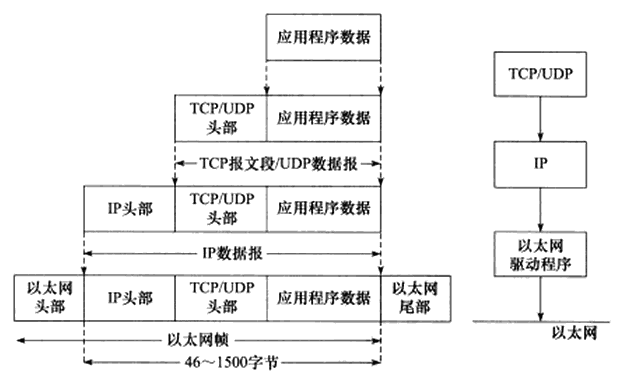 应用程序数据
TCP/UDP
头部
应用程序数据
TCP报文段/UDP数据报
IP头部
TCP/UDP
头部
应用程序数据
IP数据报
以太网
头部
IP头部
TCP/UDP
头部
应用程序数据
以太网
尾部
以太网帧
46～1500字节
TCP/UDP
IP
以太网
驱动程序
以太网